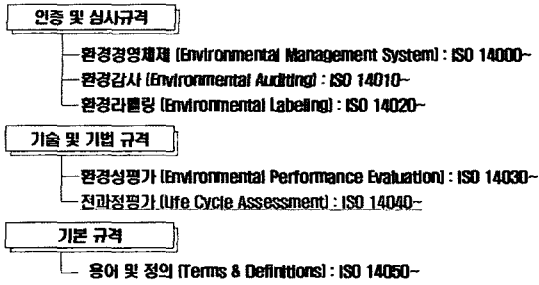 인증 및 심사규격
환경경영체제 (Environmental Management System) : ISO 14000~
환경감사 (Environmental Auditing) : ISO 14010~
환경라벨링 (Environmental Labeling) : ISO 14020~
기술 및 기법 규격
환경성평가 (Environmental Performance Evaluation) : ISO 14030~
전과정평가 (Life Cycle Assessment) : ISO 14040~
기본 규격
용어 및 정의 (Terms & Definitions) : ISO 14050~